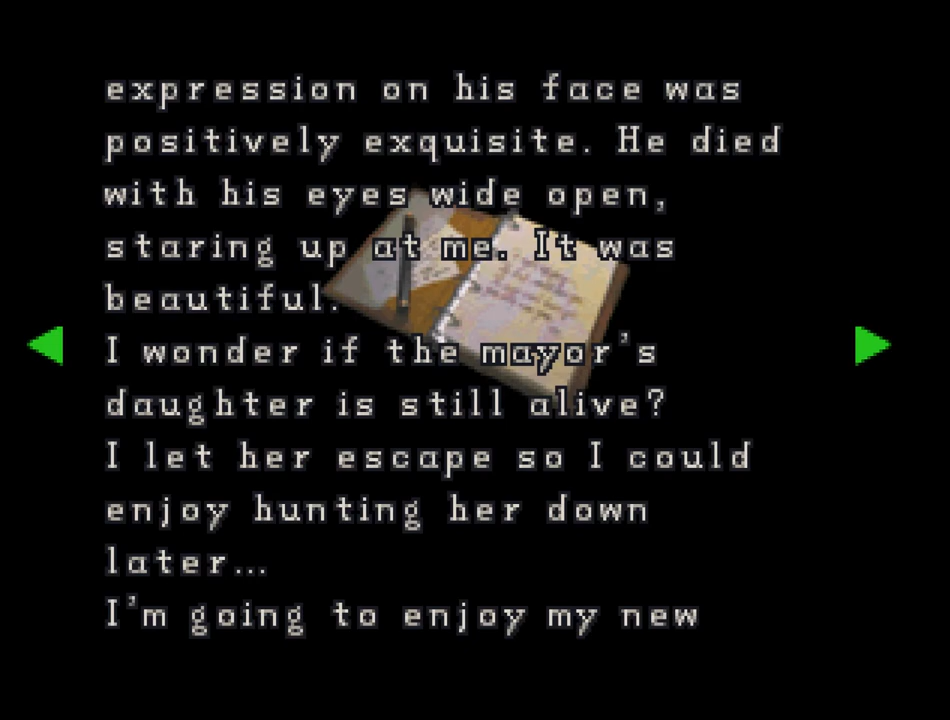 expression on his face was
positively exquisite. He died
with his eyes wide open,
staring up at me. It was
beautiful.
I wonder if the mayor's
daughter is still alive?
I let her escape so I could
enjoy hunting her down
later...
I'm going to enjoy my new